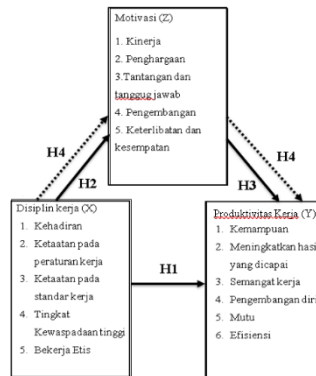 Motivasi (Z)
1. Kinerja
2. Penghargaan
3.Tantangan dan
tanggug jawab
4. Pengembangan
5. Keterlibatan dan
kesempatan
H4
H2
H4
H3
Disiplin kerja (X)
1. Kehadiran
2. Ketaatan pada
peraturan kerja
3. Ketaatan pada
standar kerja
4. Tingkat
Kewaspadaan tinggi
5. Bekerja Etis
H1
Produktivitas Kerja (Y)
1. Kemampuan
2. Meningkatkan hasi
yang dicapai
3. Semangat kerja
4. Pengembangan diri
5. Mutu
6. Efisiensi